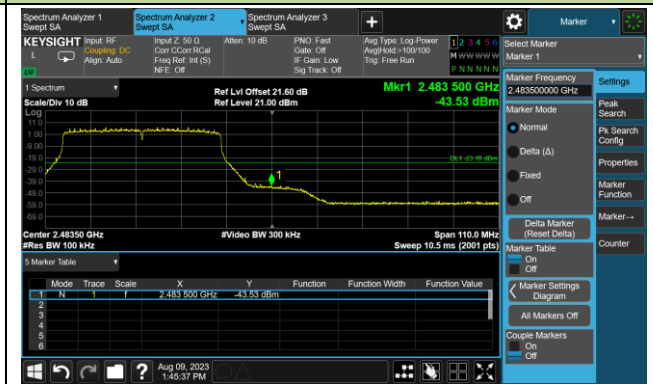 Spectrum Analyzer 1
Swept SA
Spectrum Analyzer 2
Swept SA
Spectrum Analyzer 3
Swept SA
+
Marker
KEYSIGHT
L
Input: RF
Coupling: DC
Align: Auto
Input Z: 50 Ω
Corr CCorr RCal
Freq Ref: Int (S)
NFE: Off
Atten: 10 dB
PNO: Fast
Gate: Off
IF Gain: Low
Sig Track: Off
Avg Type: Log-Power
Avg|Hold:>100/100
Trig: Free Run
1 2 3 4 5 6
M W W W W W
P N N N N N
1 Spectrum
Scale/Div 10 dB
Log
Ref Lvl Offset 21.60 dB
Ref Level 21.00 dBm
Mkr1 2.483 500 GHz
-43.53 dBm
11.0
1.00
-9.00
-19.0
-29.0
-39.0
-49.0
-59.0
-69.0
DL1 -23.18 dBm
1
Center 2.48350 GHz
#Res BW 100 kHz
#Video BW 300 kHz
Span 110.0 MHz
Sweep 10.5 ms (2001 pts)
5 Marker Table
Mode Trace Scale X Y Function Function Width Function Value
1 N 1 f 2.483 500 GHz -43.53 dBm
2
3
4
5
6
Select Marker
Marker 1
Marker Frequency
2.483500000 GHz
Marker Mode
Normal
Delta (Δ)
Fixed
Off
Delta Marker
(Reset Delta)
Marker Table
On
Off
Marker Settings
Diagram
All Markers Off
Couple Markers
On
Off
Settings
Peak
Search
Pk Search
Config
Properties
Marker
Function
Marker→
Counter
?
Aug 09, 2023
1:45:37 PM